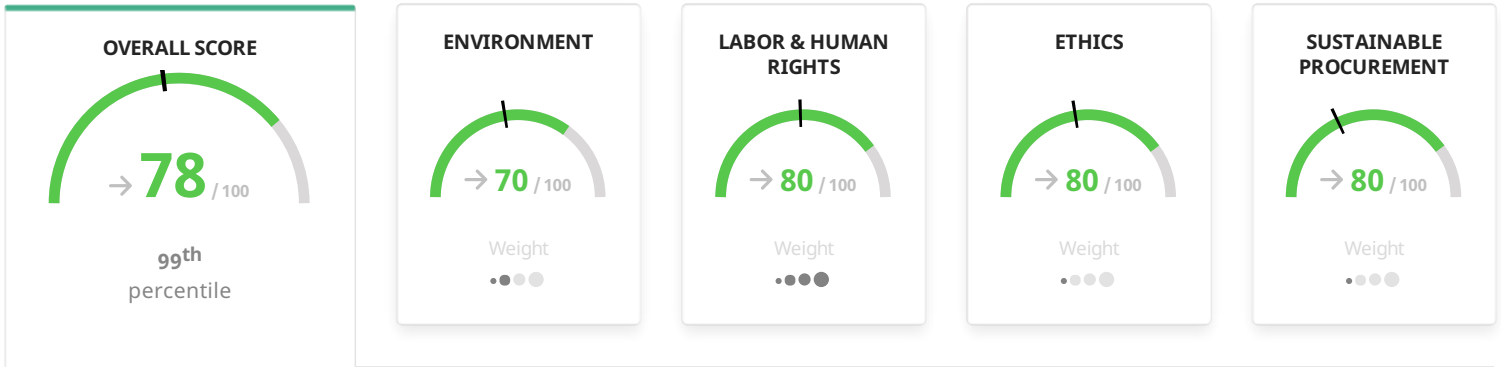 OVERALL SCORE
→ 78 / 100
99th
percentile
ENVIRONMENT
→ 70 / 100
Weight
LABOR & HUMAN
RIGHTS
→ 80 / 100
Weight
ETHICS
→ 80 / 100
Weight
SUSTAINABLE
PROCUREMENT
→ 80 / 100
Weight